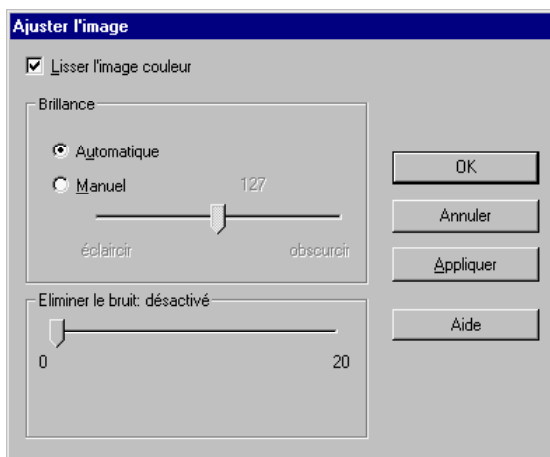 Ajuster l'image
Lisser l'image couleur
Brillance
Automatique
Manuel 127
éclaircir obscurcir
Eliminer le bruit: désactivé
0 20
OK
Annuler
Appliquer
Aide